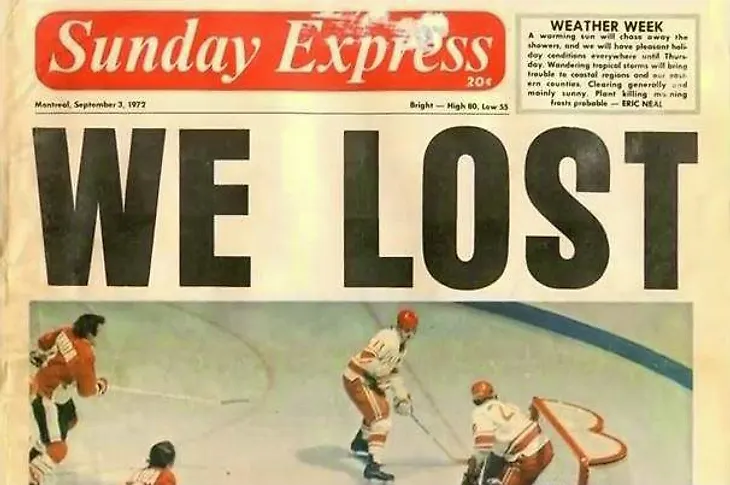 Sunday Express
20¢
WEATHER WEEK
A warming sun will chase away the
showers, and we will have pleasant holi-
day conditions everywhere until Thurs-
day. Wandering tropical storms will bring
trouble to coastal regions and our east-
ern counties. Clearing generally and
mainly sunny. Plant killing morning
frosts probable — ERIC NEAL
Montreal, September 3, 1972
Bright — High 80, Low 55
WE LOST